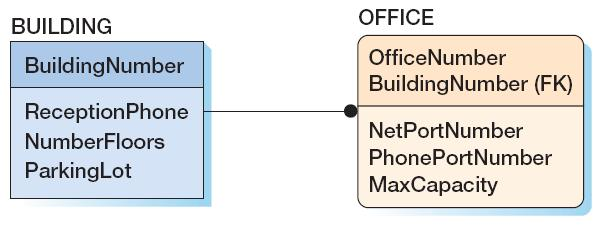 BUILDING
BuildingNumber
ReceptionPhone
NumberFloors
ParkingLot
OFFICE
OfficeNumber
BuildingNumber (FK)
NetPortNumber
PhonePortNumber
MaxCapacity